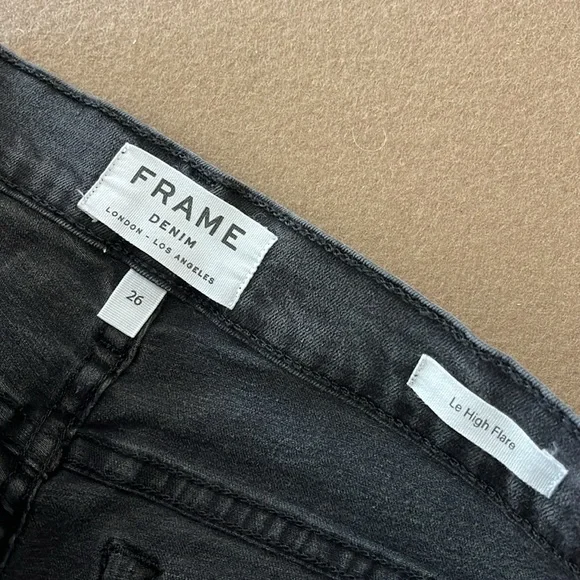 FRAME
DENIM
LONDON - LOS ANGELES
26
Le High Flare